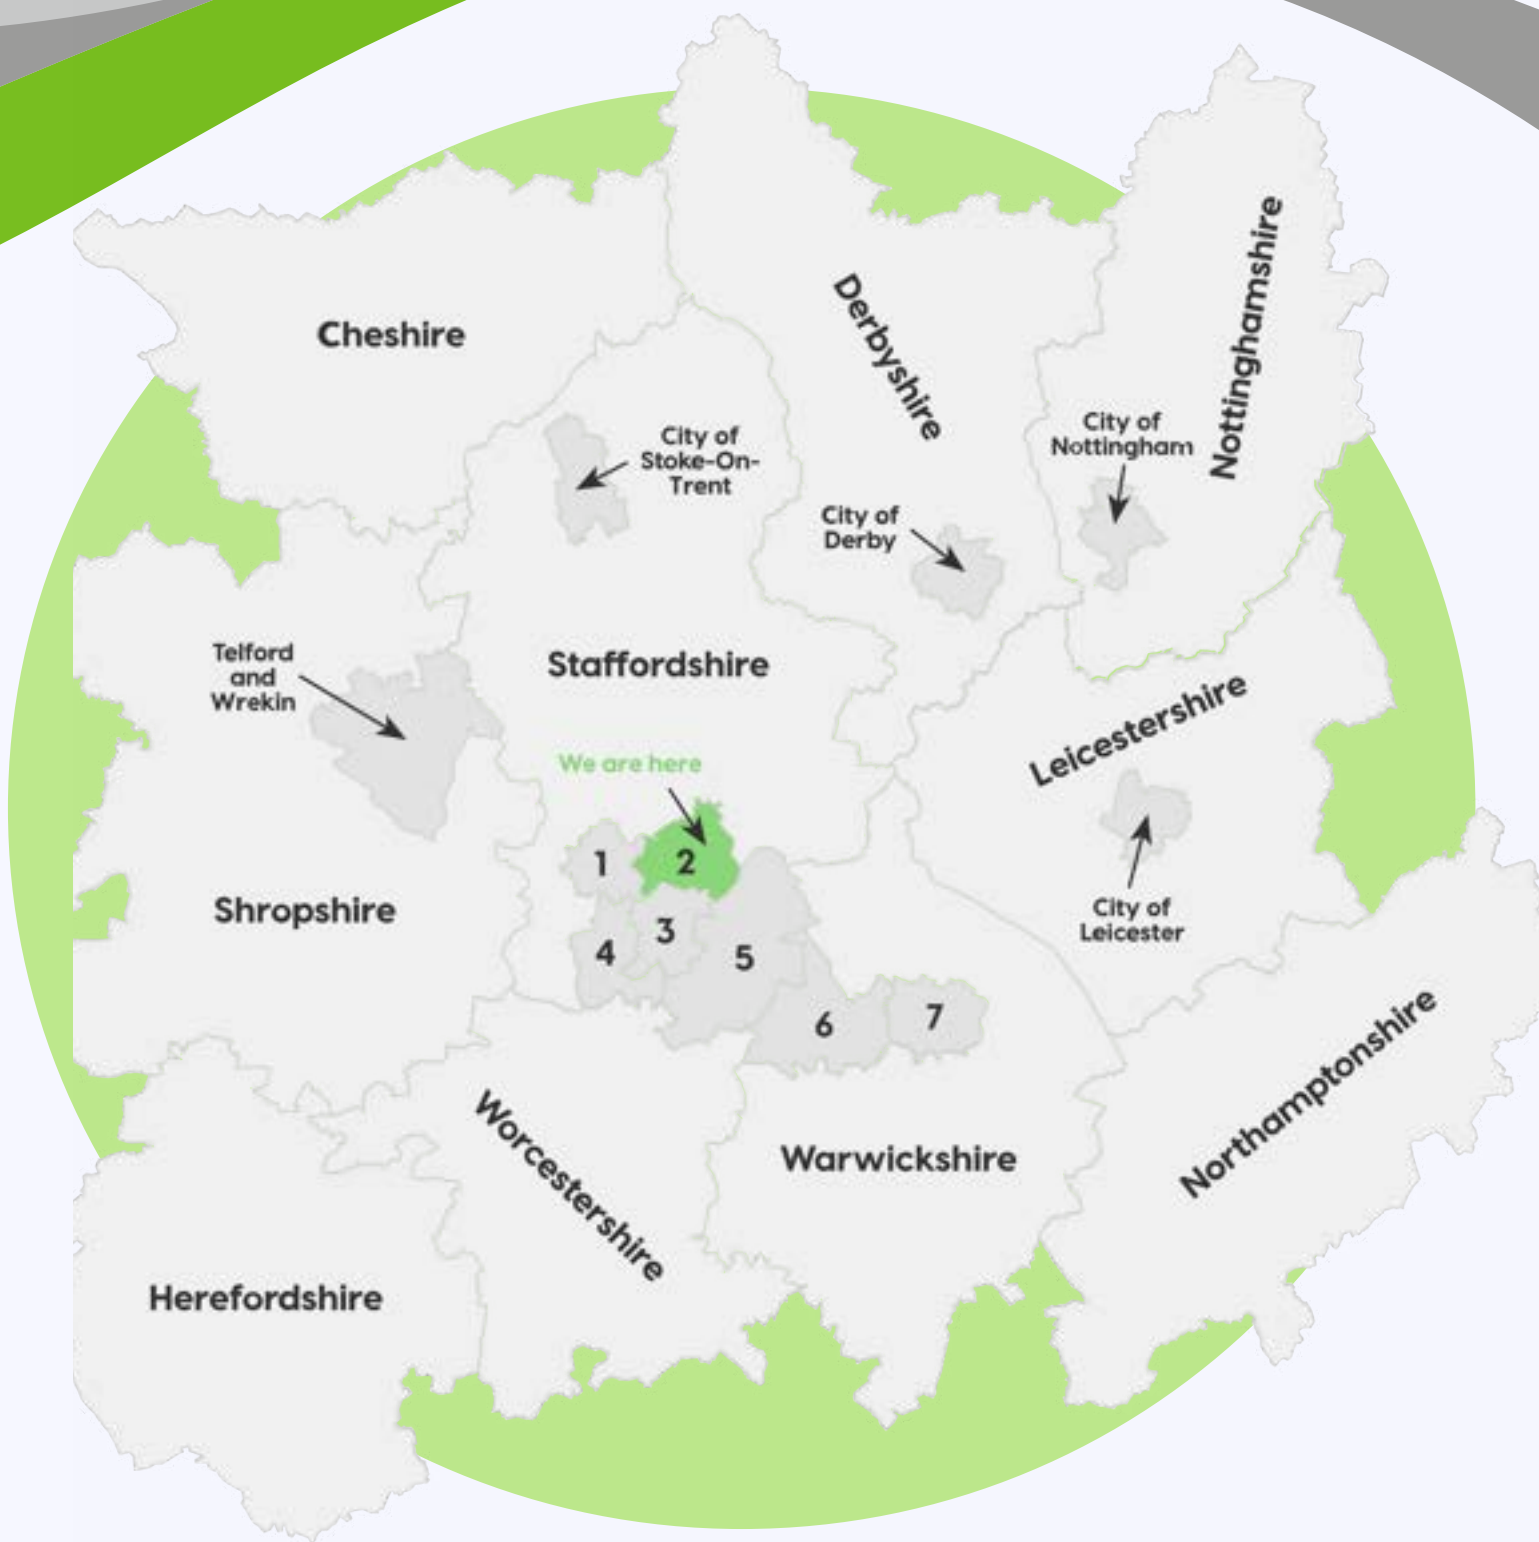 Cheshire
Derbyshire
Nottinghamshire
City of
Stoke-On-
Trent
City of
Nottingham
City of
Derby
Telford
and
Wrekin
Staffordshire
Leicestershire
We are here
1
2
3
4
5
6
7
Shropshire
City of
Leicester
Northamptonshire
Worcestershire
Warwickshire
Herefordshire